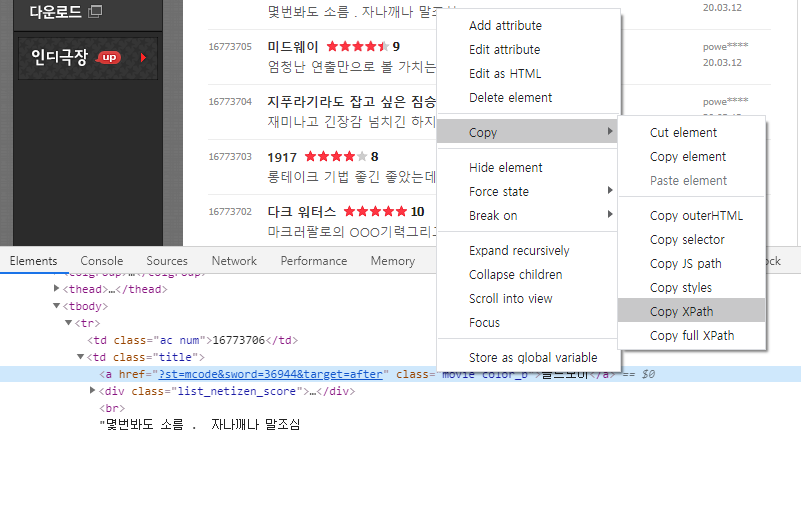 다운로드
인디극장 up
몇번봐도 소름 . 자나깨나 말조심
20.03.12
16773705 미드웨이 9 powe****
엄청난 연출만으로 볼 가치는 20.03.12
16773704 지푸라기라도 잡고 싶은 짐승 powe****
재미나고 긴장감 넘치긴 하지 20.03.12
16773703 1917 8
롱테이크 기법 좋긴 좋았는데
16773702 다크 워터스 10
마크러팔로의 OOO기력그리고
Add attribute
Edit attribute
Edit as HTML
Delete element
Copy
Hide element
Force state
Break on
Expand recursively
Collapse children
Scroll into view
Focus
Store as global variable
Cut element
Copy element
Paste element
Copy outerHTML
Copy selector
Copy JS path
Copy styles
Copy XPath
Copy full XPath
Elements Console Sources Network Performance Memory
<colgroup>…</colgroup>
<thead>…</thead>
<tbody>
<tr>
<td class="ac num">16773706</td>
<td class="title">
<a href="?st=mcode&sword=36944&target=after" class="movie color_b">올드보이</a> == $0
<div class="list_netizen_score">…</div>
<br>
"몇번봐도 소름 . 자나깨나 말조심